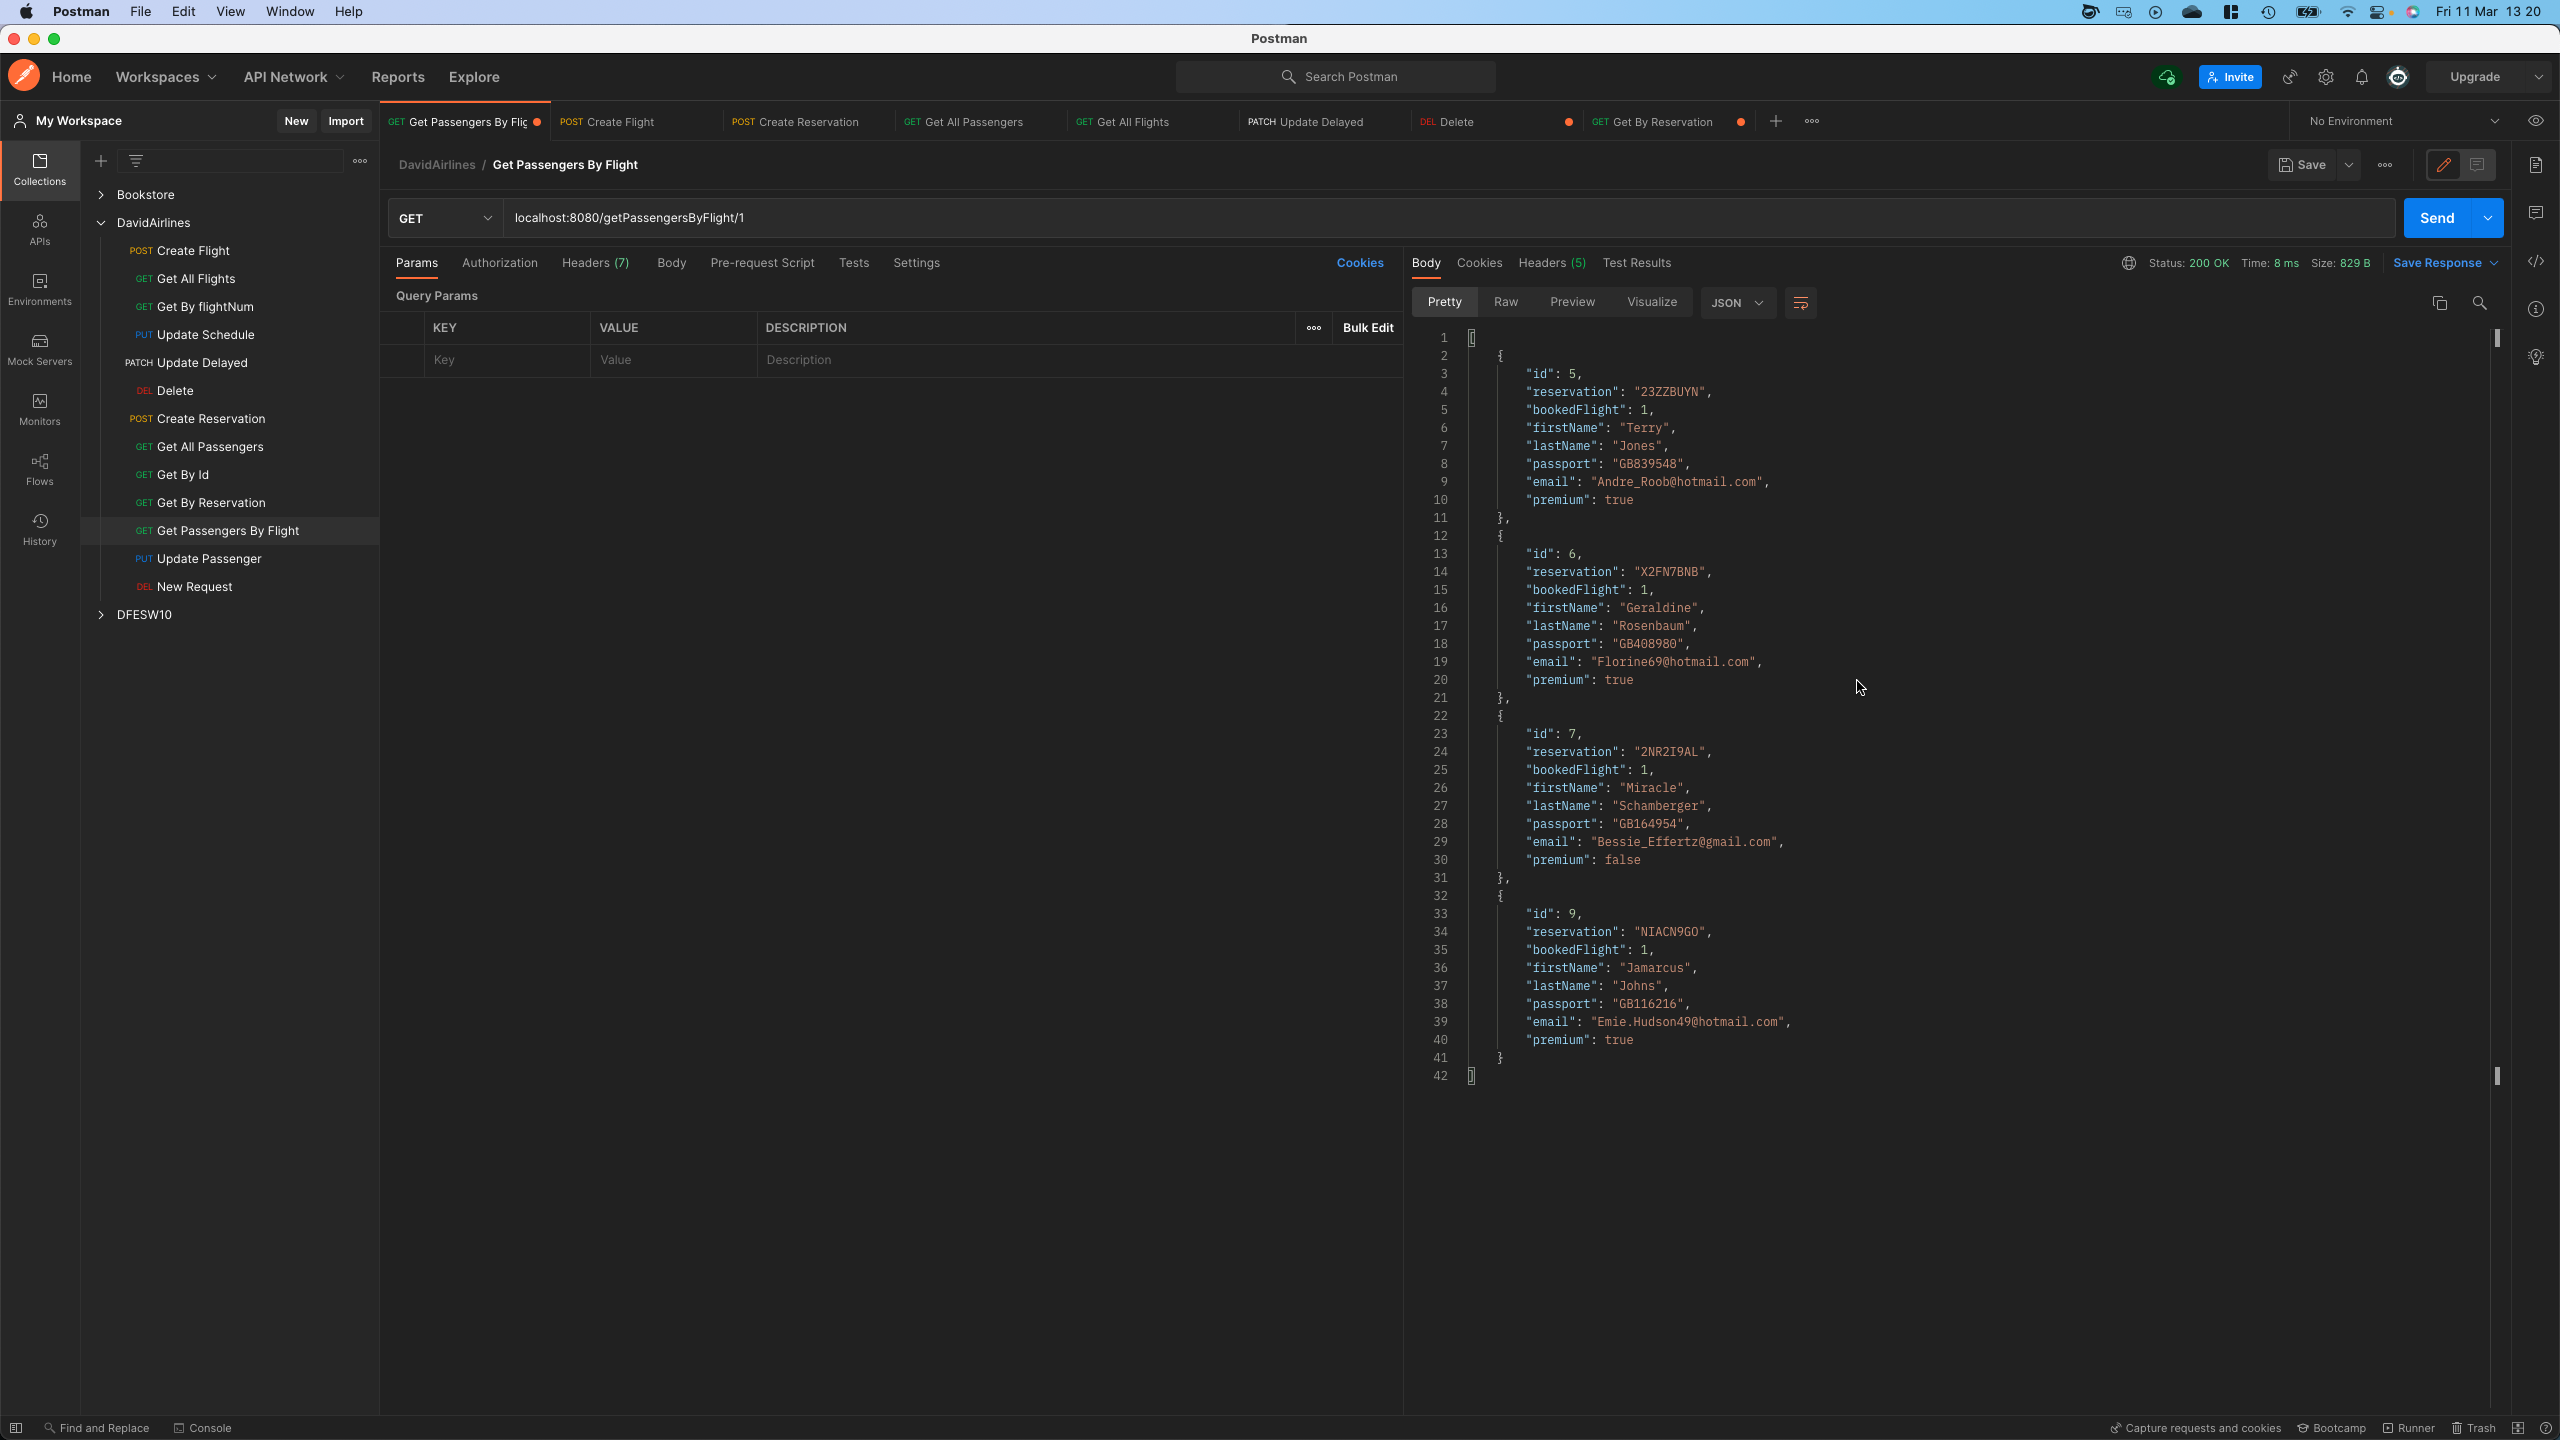 Postman File Edit View Window Help
Fri 11 Mar 13 20
Postman
Home Workspaces API Network Reports Explore
Search Postman
Invite
Upgrade
My Workspace
New Import
GET Get Passengers By Flig
POST Create Flight
POST Create Reservation
GET Get All Passengers
GET Get All Flights
PATCH Update Delayed
DEL Delete
GET Get By Reservation
No Environment
Collections
APIs
Environments
Mock Servers
Monitors
Flows
History
Bookstore
DavidAirlines
POST Create Flight
GET Get All Flights
GET Get By flightNum
PUT Update Schedule
PATCH Update Delayed
DEL Delete
POST Create Reservation
GET Get All Passengers
GET Get By Id
GET Get By Reservation
GET Get Passengers By Flight
PUT Update Passenger
DEL New Request
DFESW10
DavidAirlines / Get Passengers By Flight
Save
GET localhost:8080/getPassengersByFlight/1
Send
Params Authorization Headers (7) Body Pre-request Script Tests Settings
Cookies
Query Params
KEY VALUE DESCRIPTION
Bulk Edit
Key Value Description
Body Cookies Headers (5) Test Results
Status: 200 OK Time: 8 ms Size: 829 B Save Response
Pretty Raw Preview Visualize JSON
1 [
2 {
3 "id": 5,
4 "reservation": "23ZZBUYN",
5 "bookedFlight": 1,
6 "firstName": "Terry",
7 "lastName": "Jones",
8 "passport": "GB839548",
9 "email": "Andre_Roob@hotmail.com",
10 "premium": true
11 },
12 {
13 "id": 6,
14 "reservation": "X2FN7BNB",
15 "bookedFlight": 1,
16 "firstName": "Geraldine",
17 "lastName": "Rosenbaum",
18 "passport": "GB408980",
19 "email": "Florine69@hotmail.com",
20 "premium": true
21 },
22 {
23 "id": 7,
24 "reservation": "2NR2I9AL",
25 "bookedFlight": 1,
26 "firstName": "Miracle",
27 "lastName": "Schamberger",
28 "passport": "GB164954",
29 "email": "Bessie_Effertz@gmail.com",
30 "premium": false
31 },
32 {
33 "id": 9,
34 "reservation": "NIACN9GO",
35 "bookedFlight": 1,
36 "firstName": "Jamarcus",
37 "lastName": "Johns",
38 "passport": "GB116216",
39 "email": "Emie.Hudson49@hotmail.com",
40 "premium": true
41 }
42 ]
Find and Replace Console
Capture requests and cookies Bootcamp Runner Trash